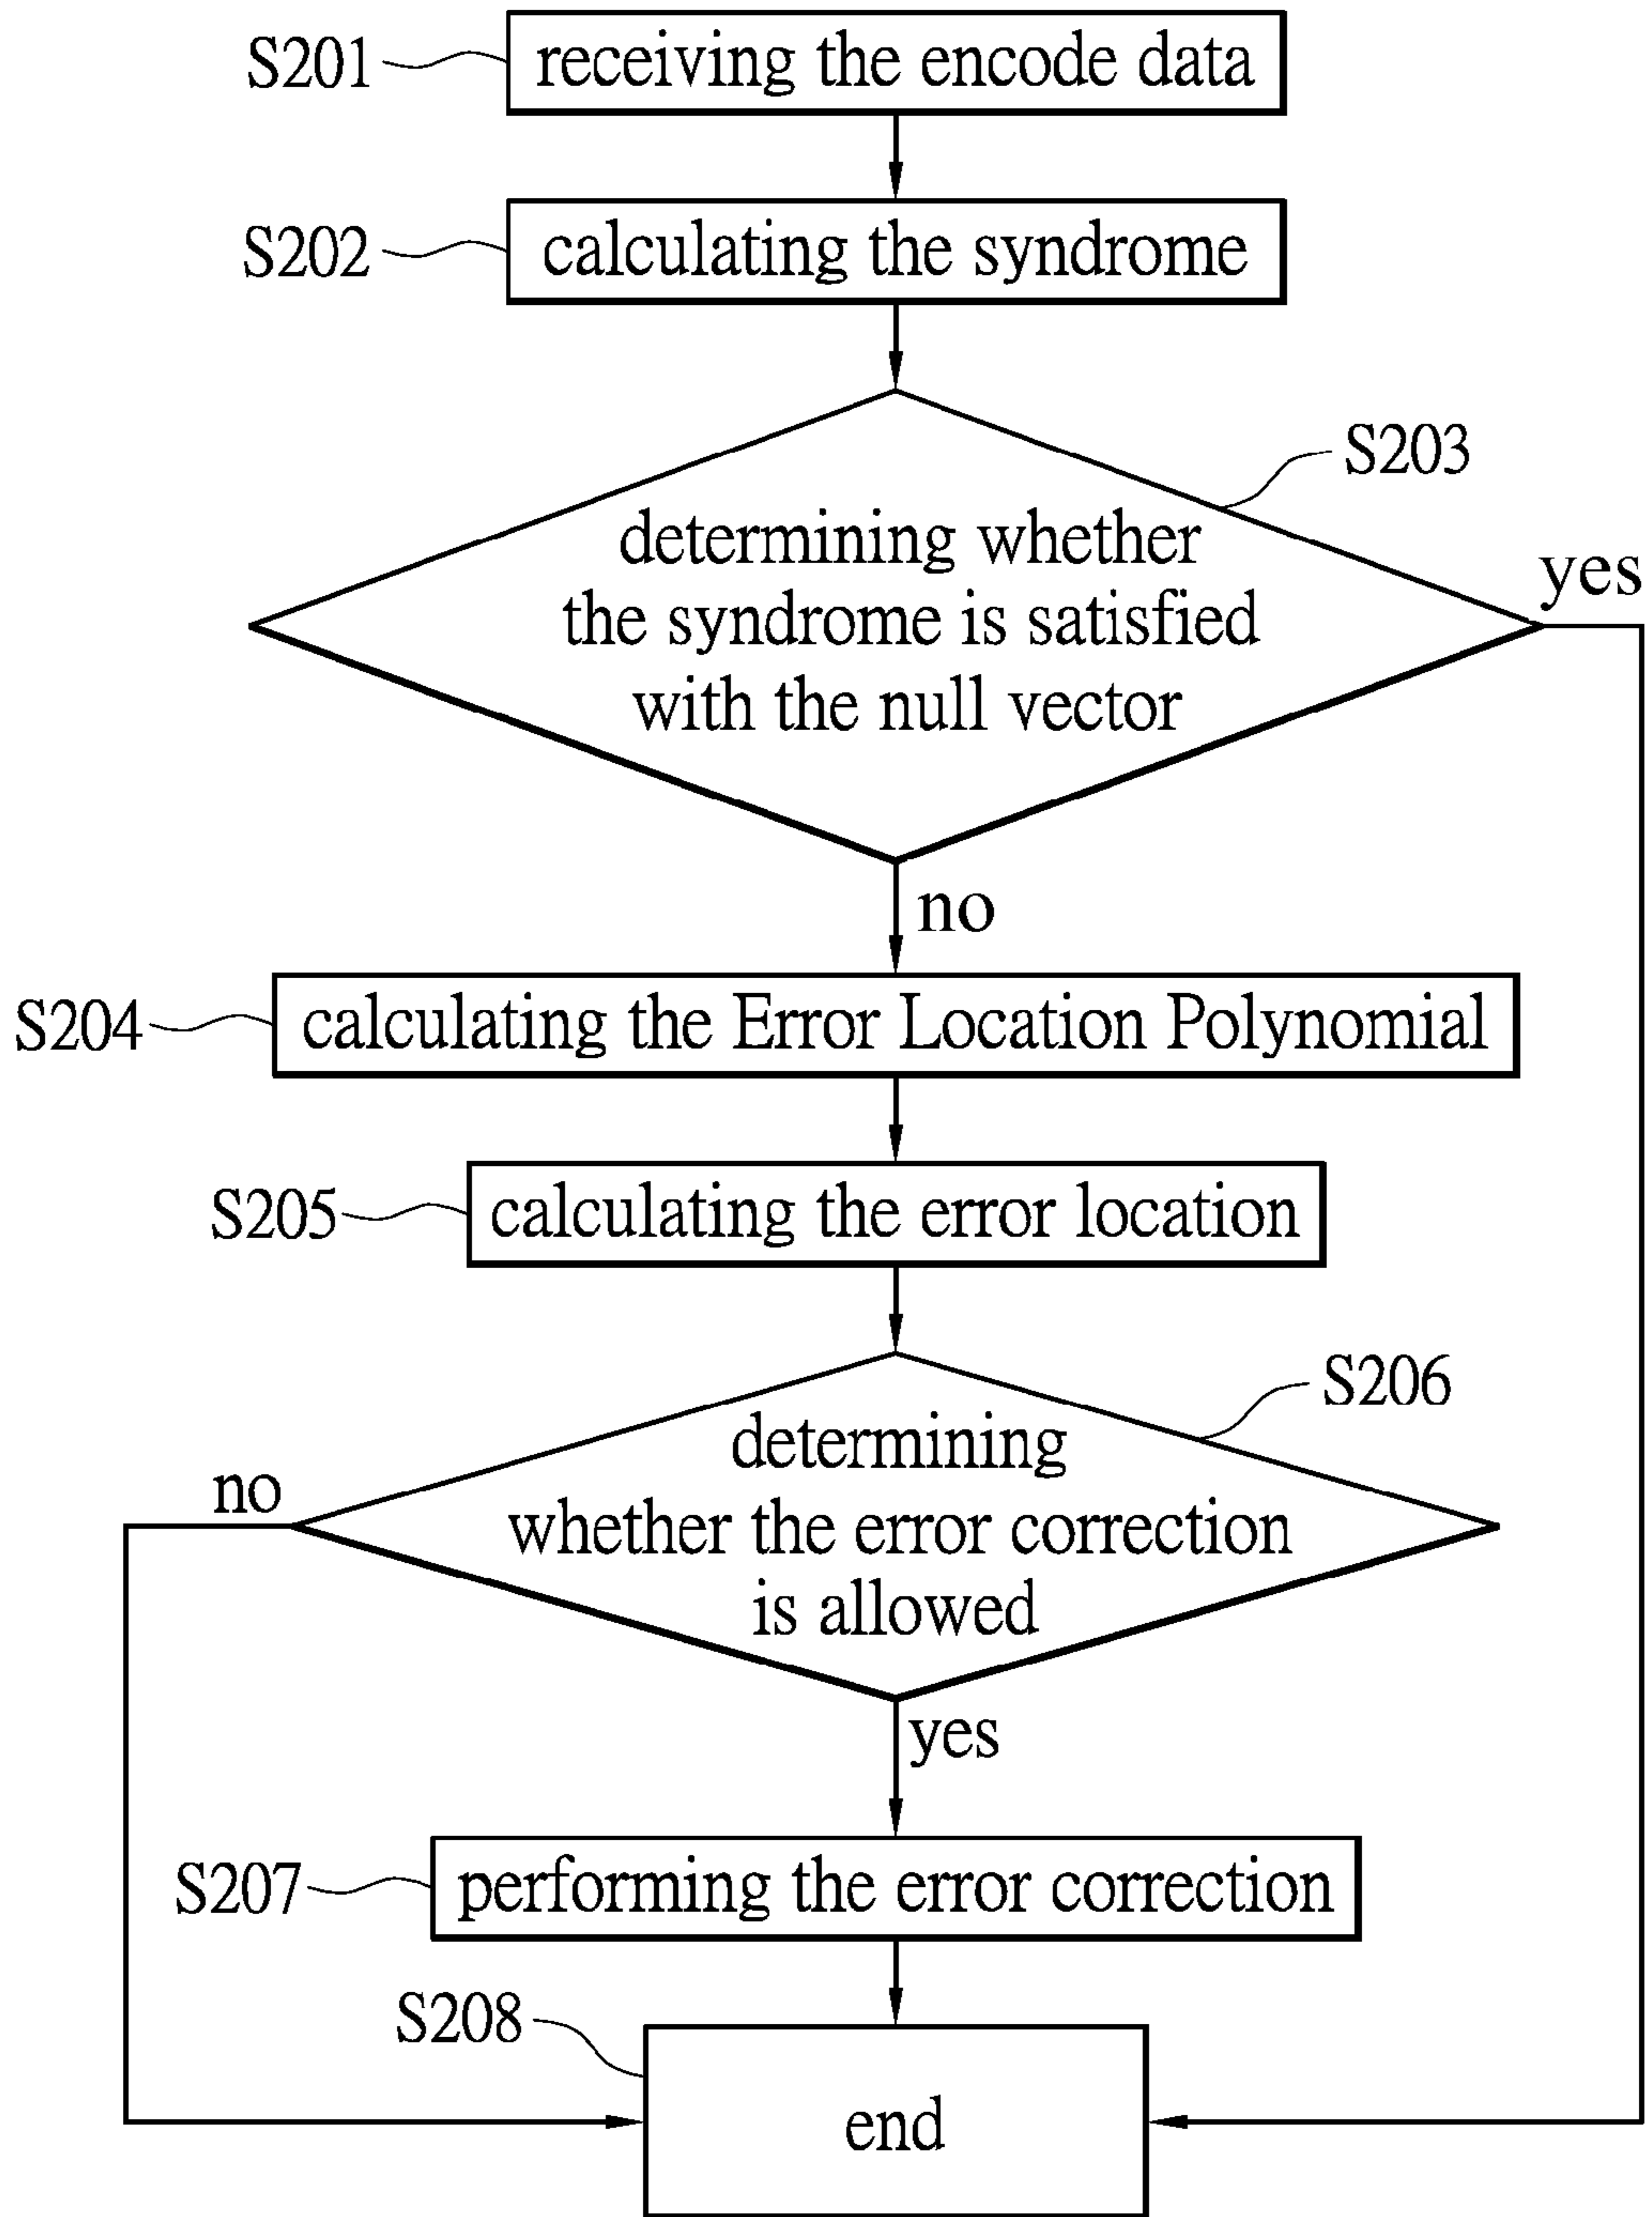 S201
receiving the encode data
S202
calculating the syndrome
S203
determining whether
the syndrome is satisfied
with the null vector
yes
no
S204
calculating the Error Location Polynomial
S205
calculating the error location
S206
determining
whether the error correction
is allowed
no
yes
S207
performing the error correction
S208
end